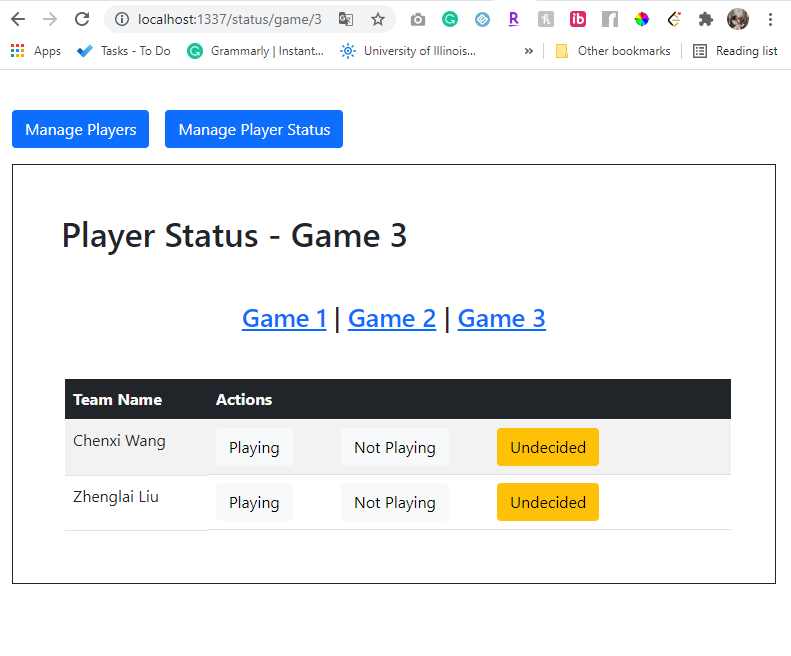 localhost:1337/status/game/3
Apps Tasks - To Do Grammarly | Instant... University of Illinois... » Other bookmarks Reading list
Manage Players Manage Player Status
Player Status - Game 3
Game 1 | Game 2 | Game 3
Team Name Actions
Chenxi Wang Playing Not Playing Undecided
Zhenglai Liu Playing Not Playing Undecided